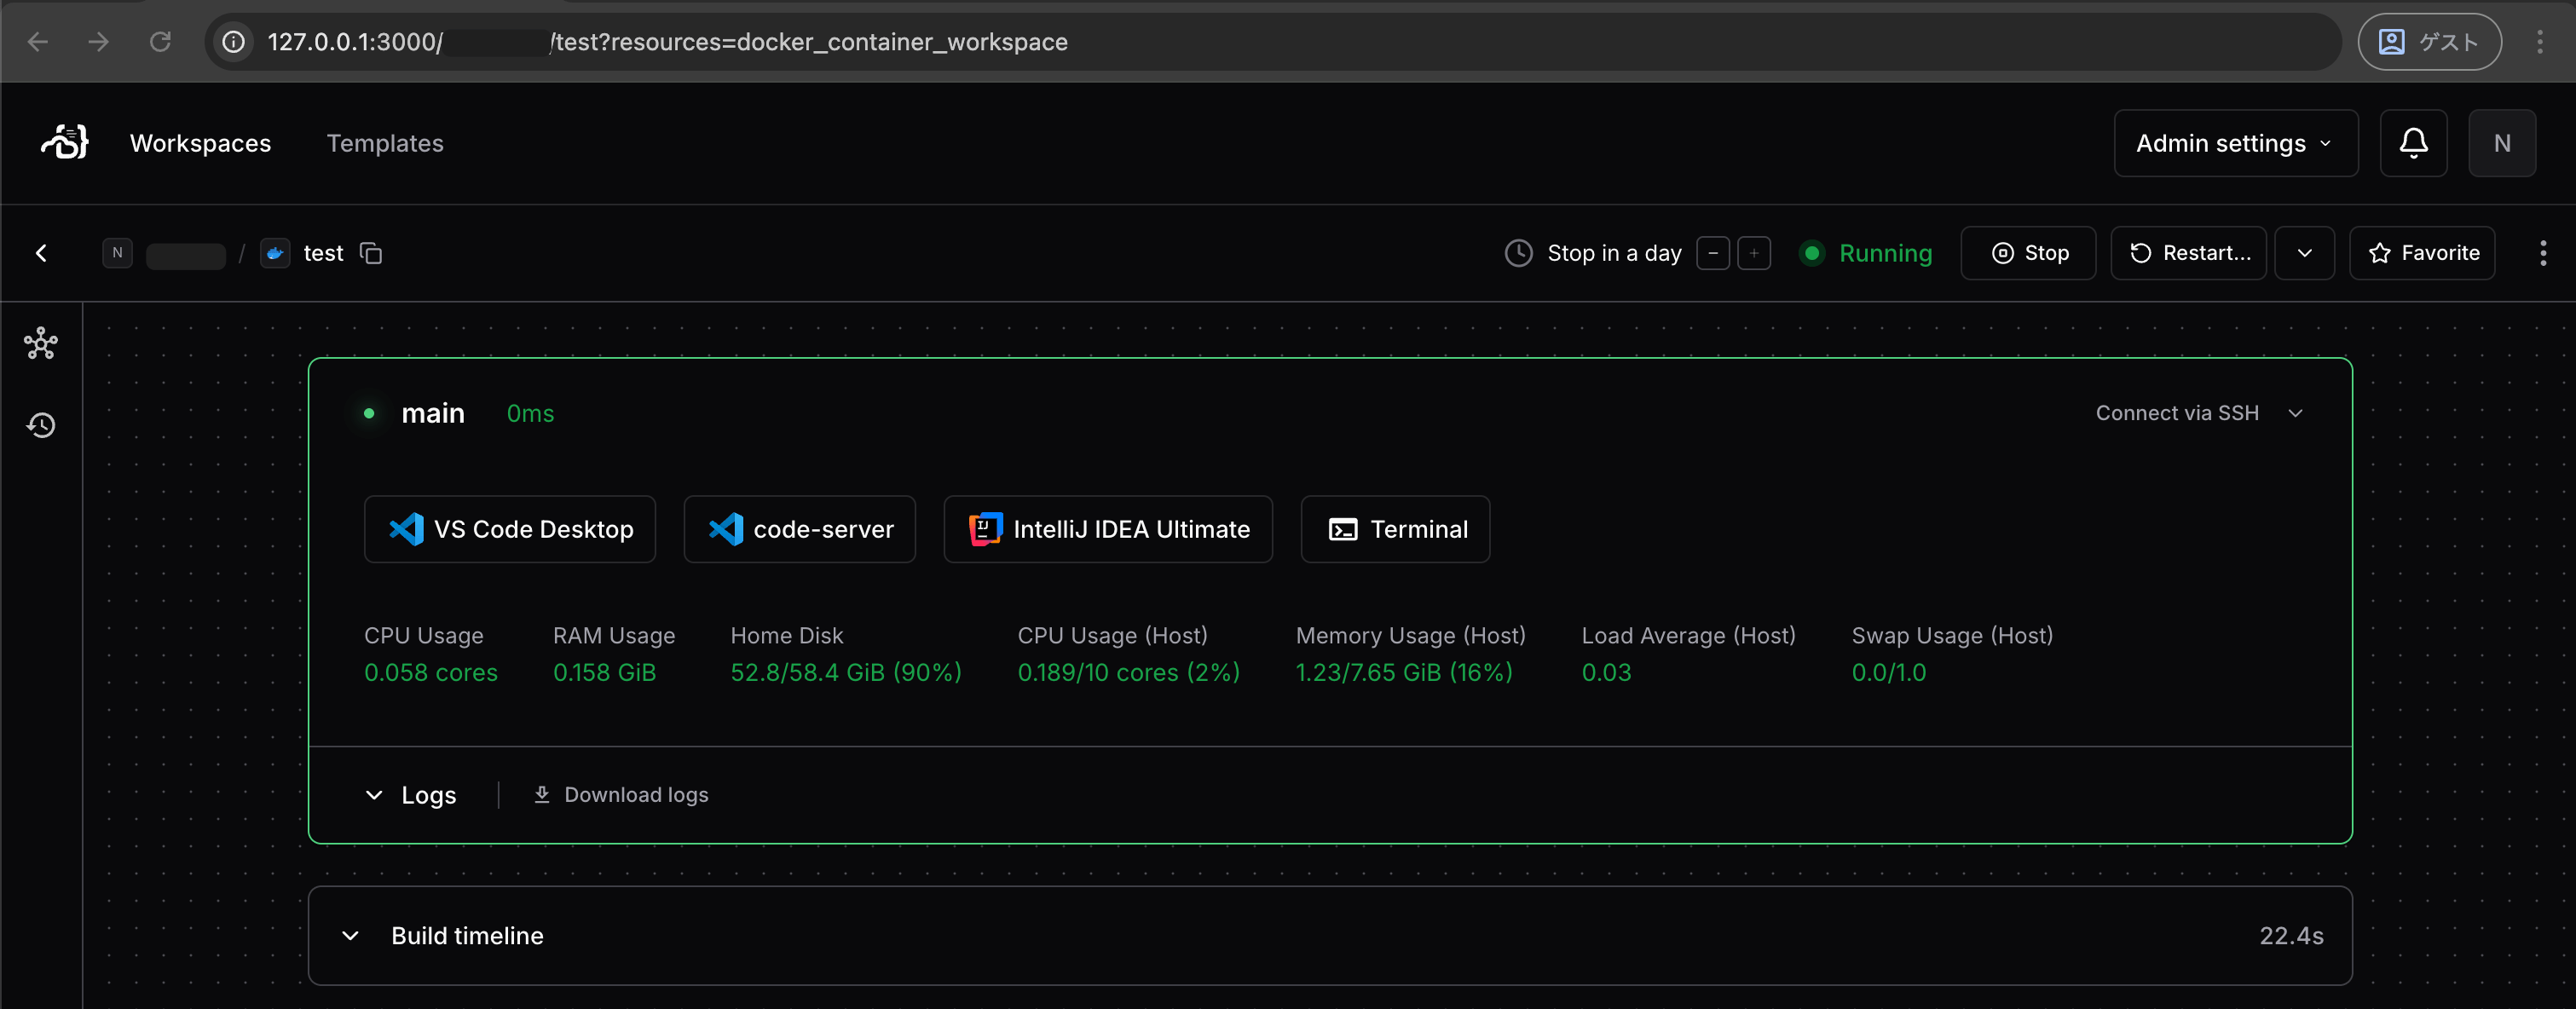 127.0.0.1:3000/ /test?resources=docker_container_workspace
ゲスト
Workspaces Templates Admin settings N
N / test Stop in a day − + Running Stop Restart... Favorite
main 0ms Connect via SSH
VS Code Desktop code-server IntelliJ IDEA Ultimate Terminal
CPU Usage RAM Usage Home Disk CPU Usage (Host) Memory Usage (Host) Load Average (Host) Swap Usage (Host)
0.058 cores 0.158 GiB 52.8/58.4 GiB (90%) 0.189/10 cores (2%) 1.23/7.65 GiB (16%) 0.03 0.0/1.0
Logs Download logs
Build timeline 22.4s